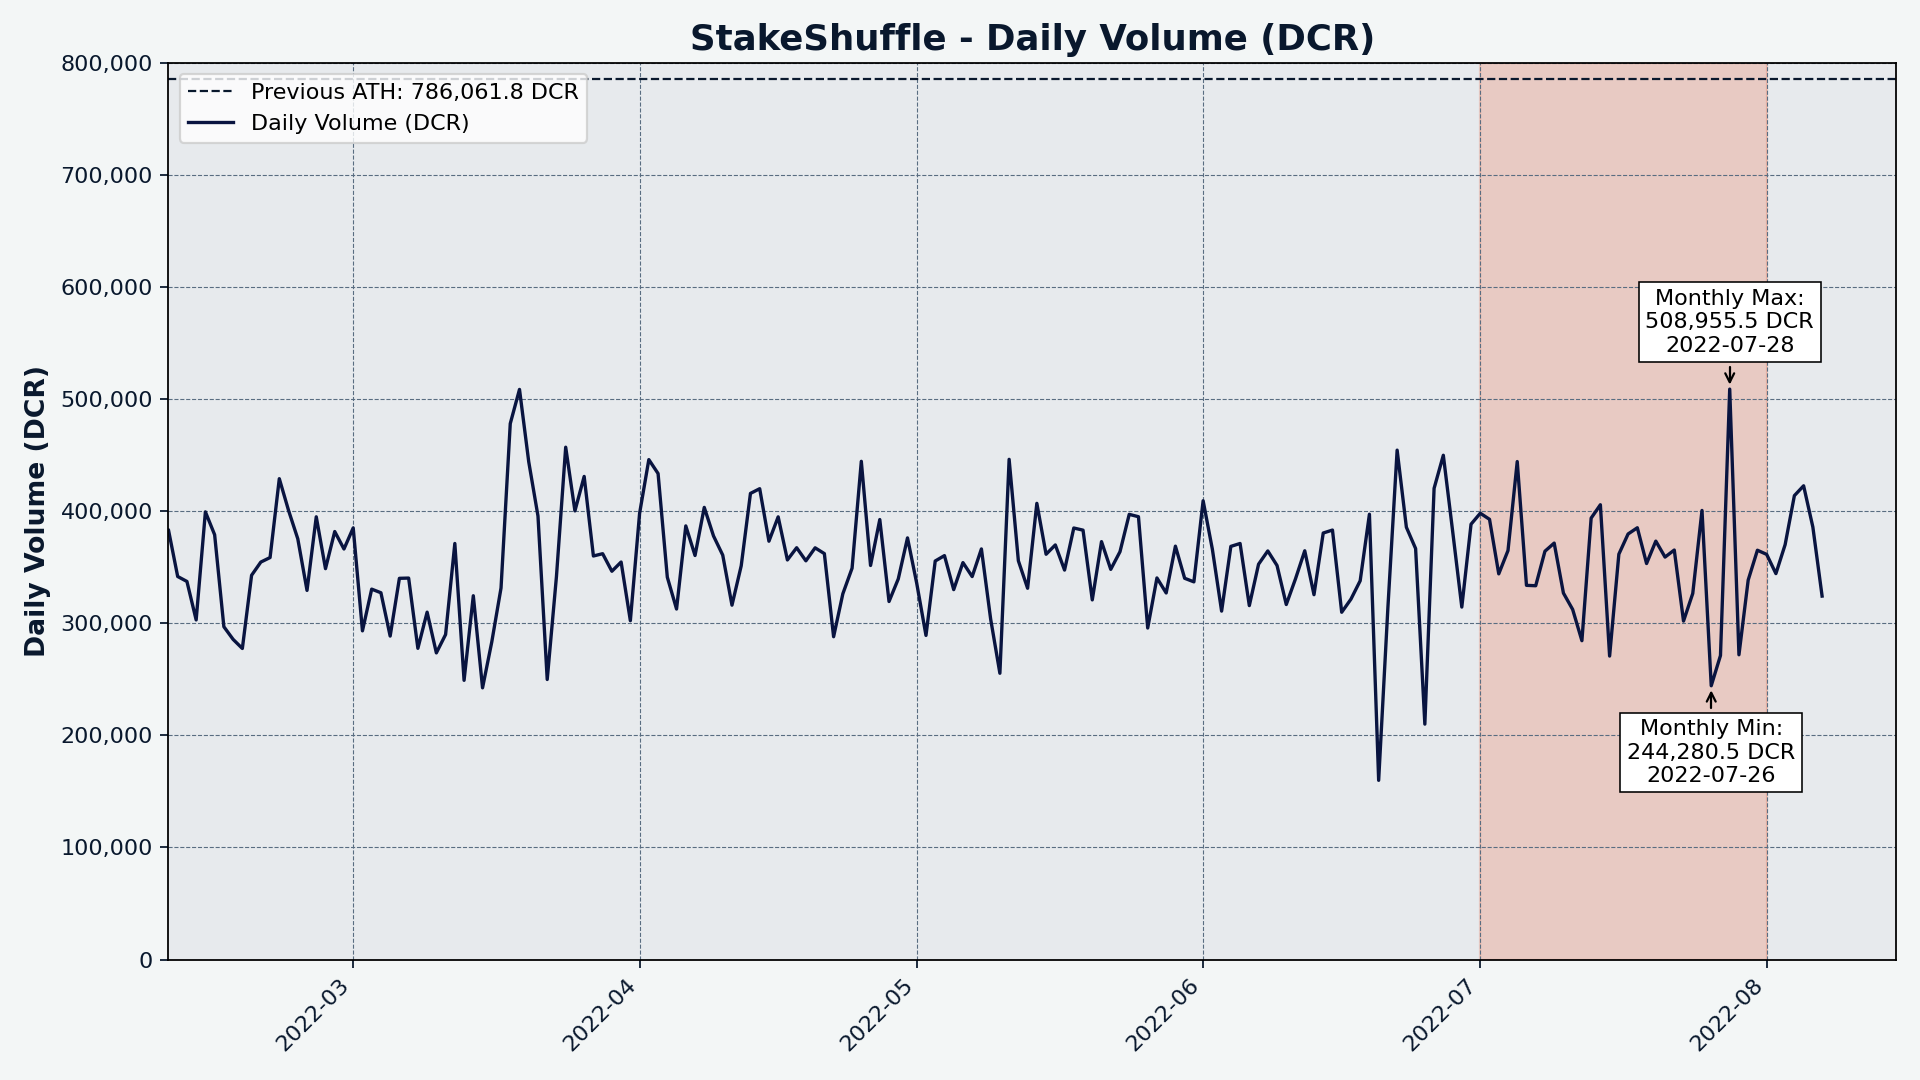 StakeShuffle - Daily Volume (DCR)
Daily Volume (DCR)
800,000
700,000
600,000
500,000
400,000
300,000
200,000
100,000
0
Previous ATH: 786,061.8 DCR
Daily Volume (DCR)
Monthly Max:
508,955.5 DCR
2022-07-28
Monthly Min:
244,280.5 DCR
2022-07-26
2022-03
2022-04
2022-05
2022-06
2022-07
2022-08